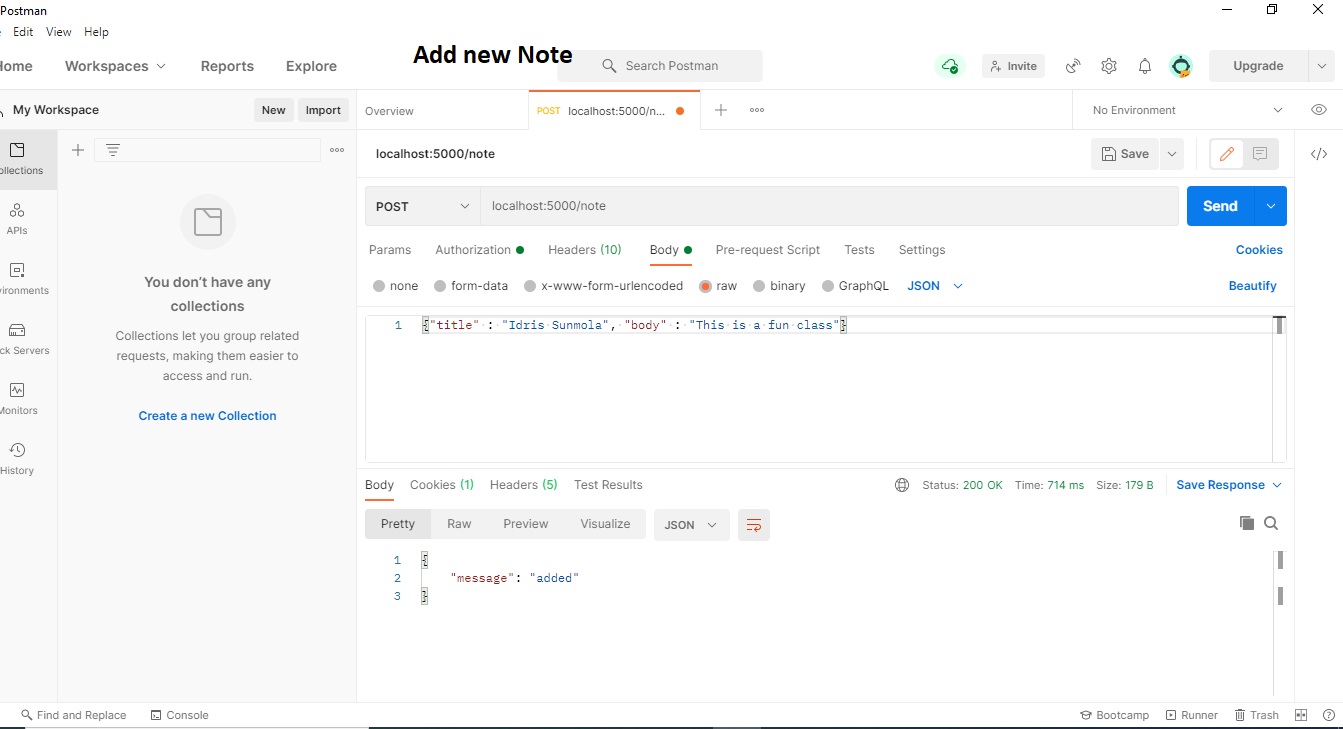 Postman
Edit View Help
Add new Note
Home Workspaces Reports Explore
Search Postman
Invite
Upgrade
My Workspace
New Import
Overview
POST localhost:5000/n...
No Environment
ollections
APIs
ironments
ck Servers
Monitors
History
You don't have any
collections
Collections let you group related
requests, making them easier to
access and run.
Create a new Collection
localhost:5000/note
Save
POST localhost:5000/note
Send
Params Authorization Headers (10) Body Pre-request Script Tests Settings
Cookies
none form-data x-www-form-urlencoded raw binary GraphQL JSON
Beautify
1 {"title" : "Idris Sunmola", "body" : "This is a fun class"}
Body Cookies (1) Headers (5) Test Results
Status: 200 OK Time: 714 ms Size: 179 B
Save Response
Pretty Raw Preview Visualize JSON
1 {
2 "message": "added"
3 }
Find and Replace Console
Bootcamp Runner Trash